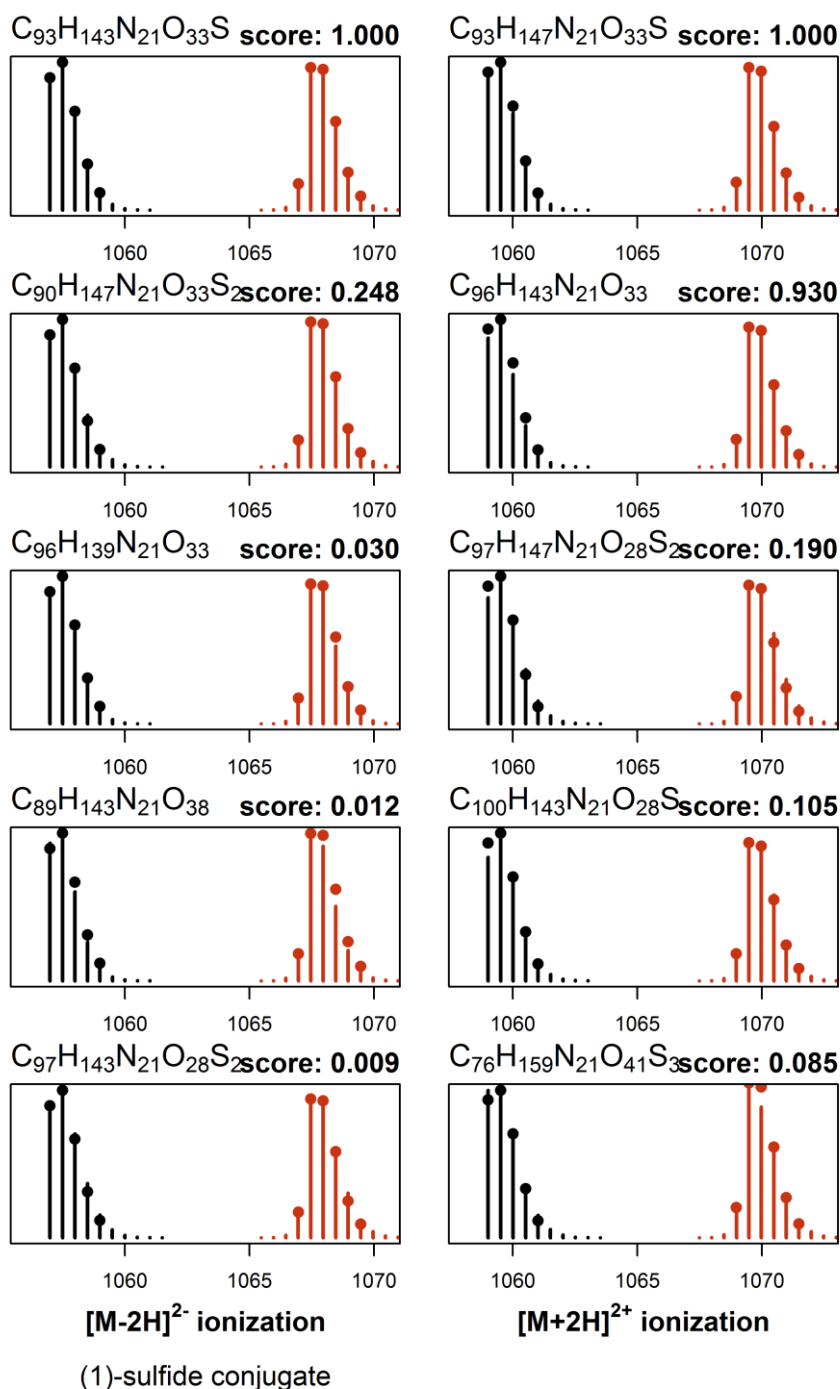 C₉₃H₁₄₃N₂₁O₃₃S score: 1.000
C₉₃H₁₄₇N₂₁O₃₃S score: 1.000
1060 1065 1070
1060 1065 1070
C₉₀H₁₄₇N₂₁O₃₃S₂ score: 0.248
C₉₆H₁₄₃N₂₁O₃₃ score: 0.930
1060 1065 1070
1060 1065 1070
C₉₆H₁₃₉N₂₁O₃₃ score: 0.030
C₉₇H₁₄₇N₂₁O₂₈S₂ score: 0.190
1060 1065 1070
1060 1065 1070
C₈₉H₁₄₃N₂₁O₃₈ score: 0.012
C₁₀₀H₁₄₃N₂₁O₂₈S score: 0.105
1060 1065 1070
1060 1065 1070
C₉₇H₁₄₃N₂₁O₂₈S₂ score: 0.009
C₇₆H₁₅₉N₂₁O₄₁S₃ score: 0.085
1060 1065 1070
1060 1065 1070
[M-2H]²⁻ ionization
[M+2H]²⁺ ionization
(1)-sulfide conjugate